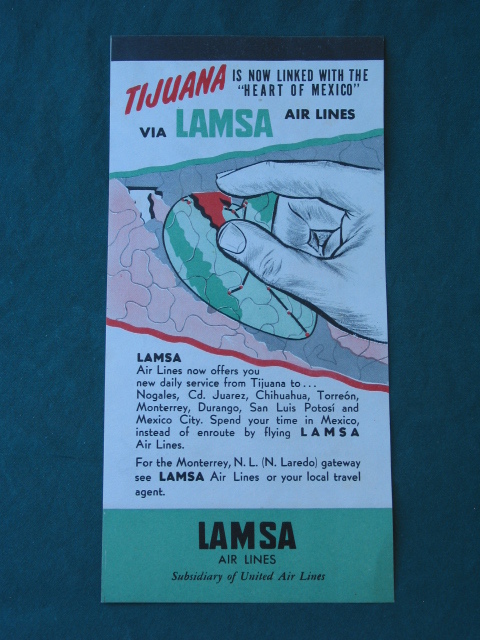 TIJUANA IS NOW LINKED WITH THE
"HEART OF MEXICO"
VIA LAMSA AIR LINES
LAMSA
Air Lines now offers you
new daily service from Tijuana to...
Nogales, Cd. Juarez, Chihuahua, Torreón,
Monterrey, Durango, San Luis Potosí and
Mexico City. Spend your time in Mexico,
instead of enroute by flying LAMSA
Air Lines.
For the Monterrey, N. L. (N. Laredo) gateway
see LAMSA Air Lines or your local travel
agent.
LAMSA
AIR LINES
Subsidiary of United Air Lines